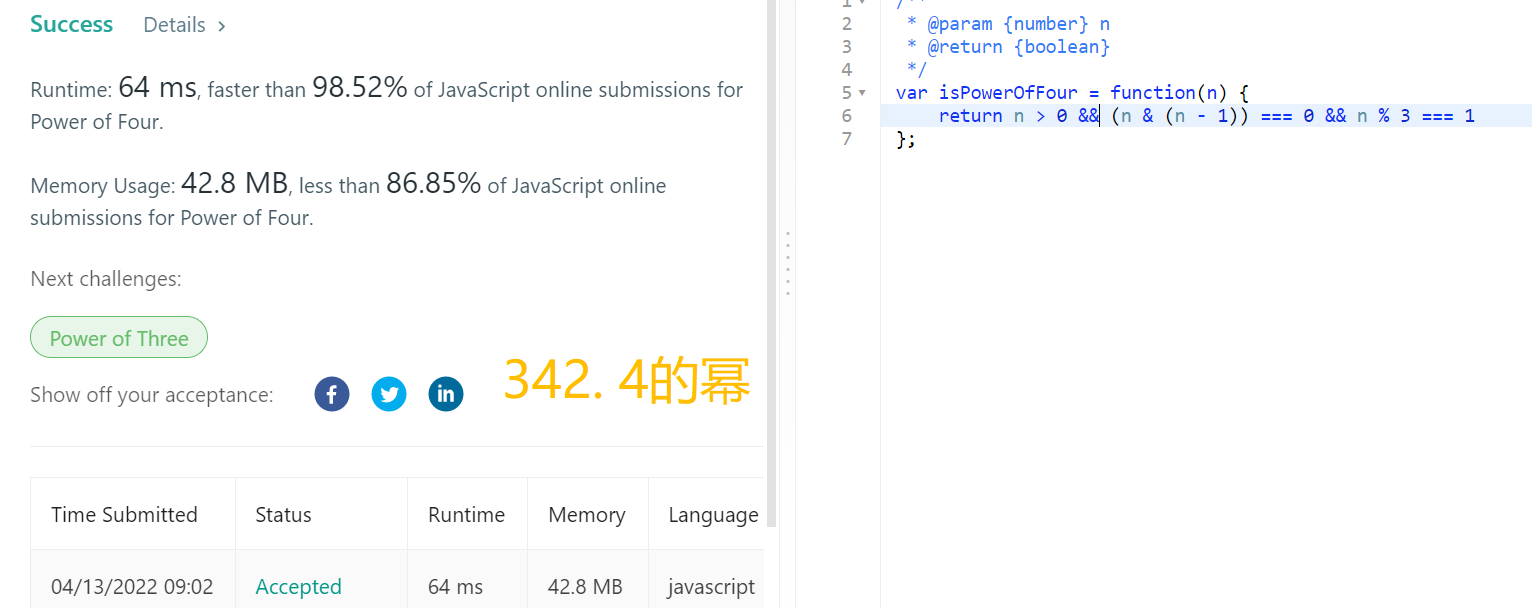 Success Details >
Runtime: 64 ms, faster than 98.52% of JavaScript online submissions for
Power of Four.
Memory Usage: 42.8 MB, less than 86.85% of JavaScript online
submissions for Power of Four.
Next challenges:
Power of Three
Show off your acceptance:
342. 4的幂
Time Submitted Status Runtime Memory Language
04/13/2022 09:02 Accepted 64 ms 42.8 MB javascript
1 /**
2 * @param {number} n
3 * @return {boolean}
4 */
5 var isPowerOfFour = function(n) {
6 return n > 0 && (n & (n - 1)) === 0 && n % 3 === 1
7 };